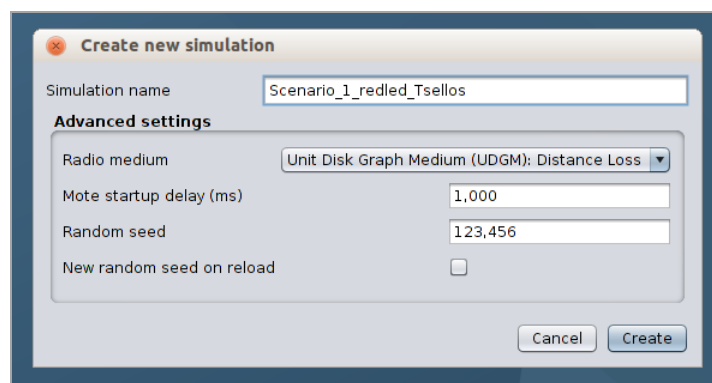 Create new simulation
Simulation name Scenario_1_redled_Tsellos
Advanced settings
Radio medium Unit Disk Graph Medium (UDGM): Distance Loss
Mote startup delay (ms) 1,000
Random seed 123,456
New random seed on reload
Cancel Create